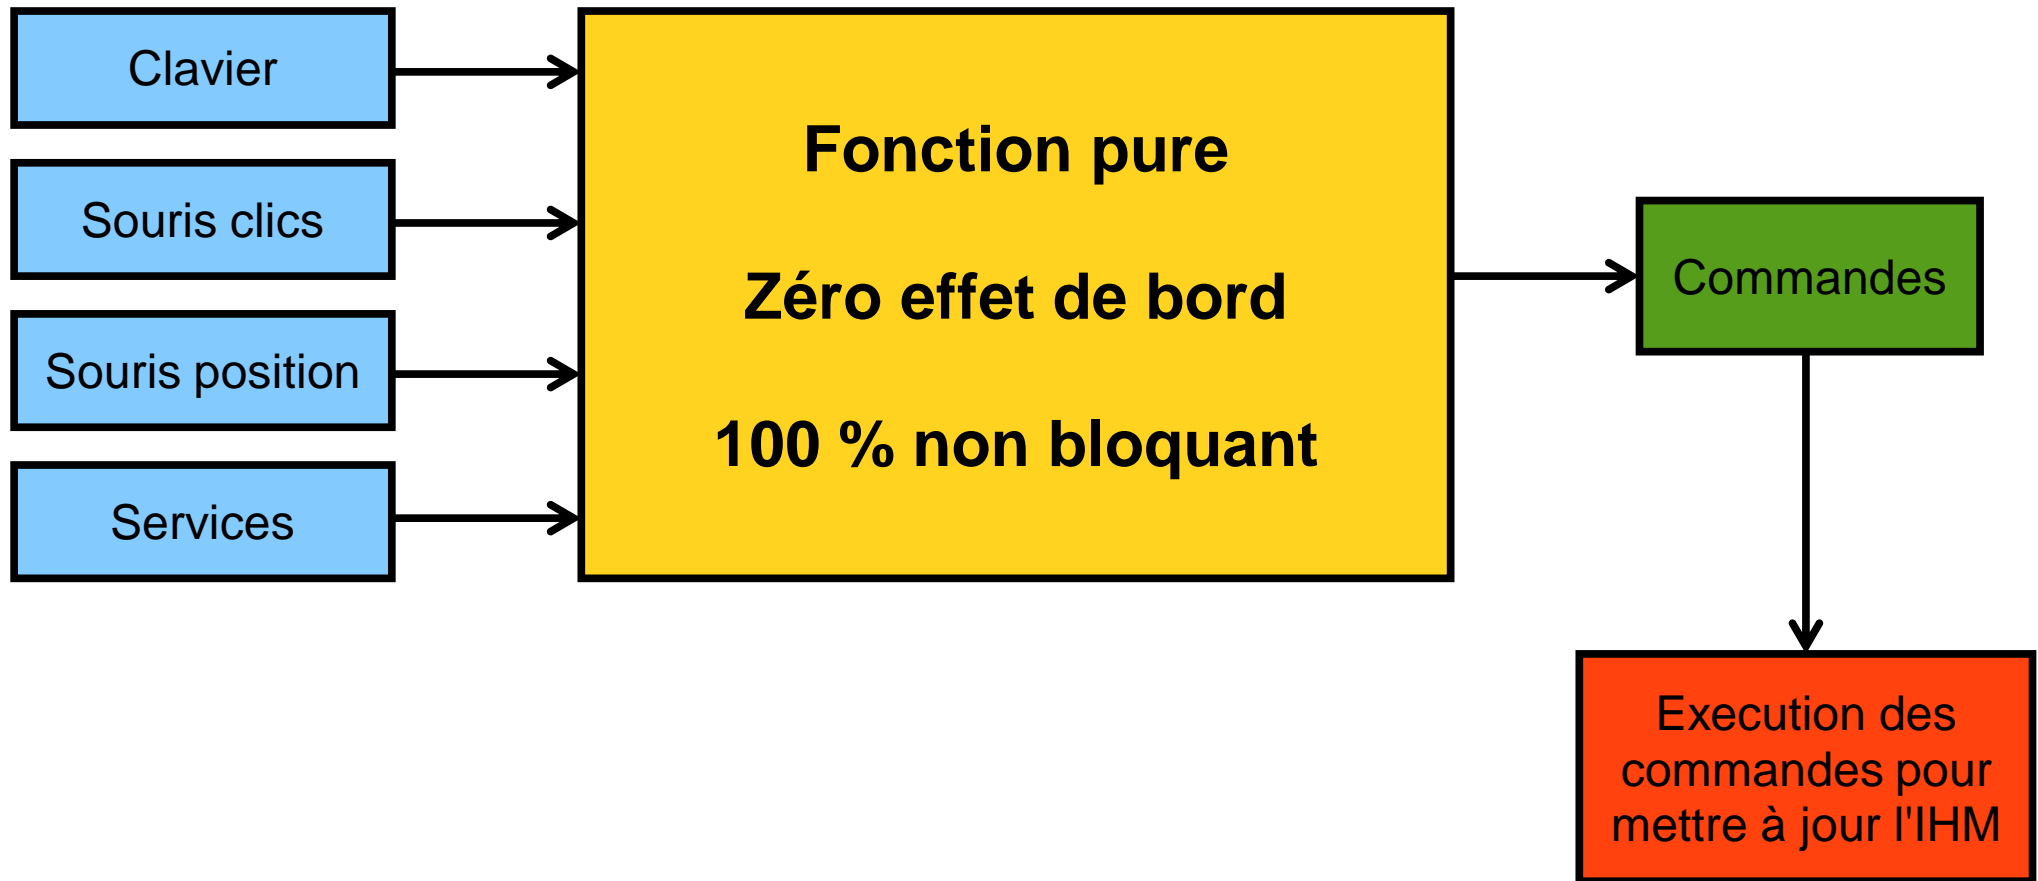 Clavier
Souris clics
Souris position
Services
Fonction pure
Zéro effet de bord
100 % non bloquant
Commandes
Execution des
commandes pour
mettre à jour l'IHM